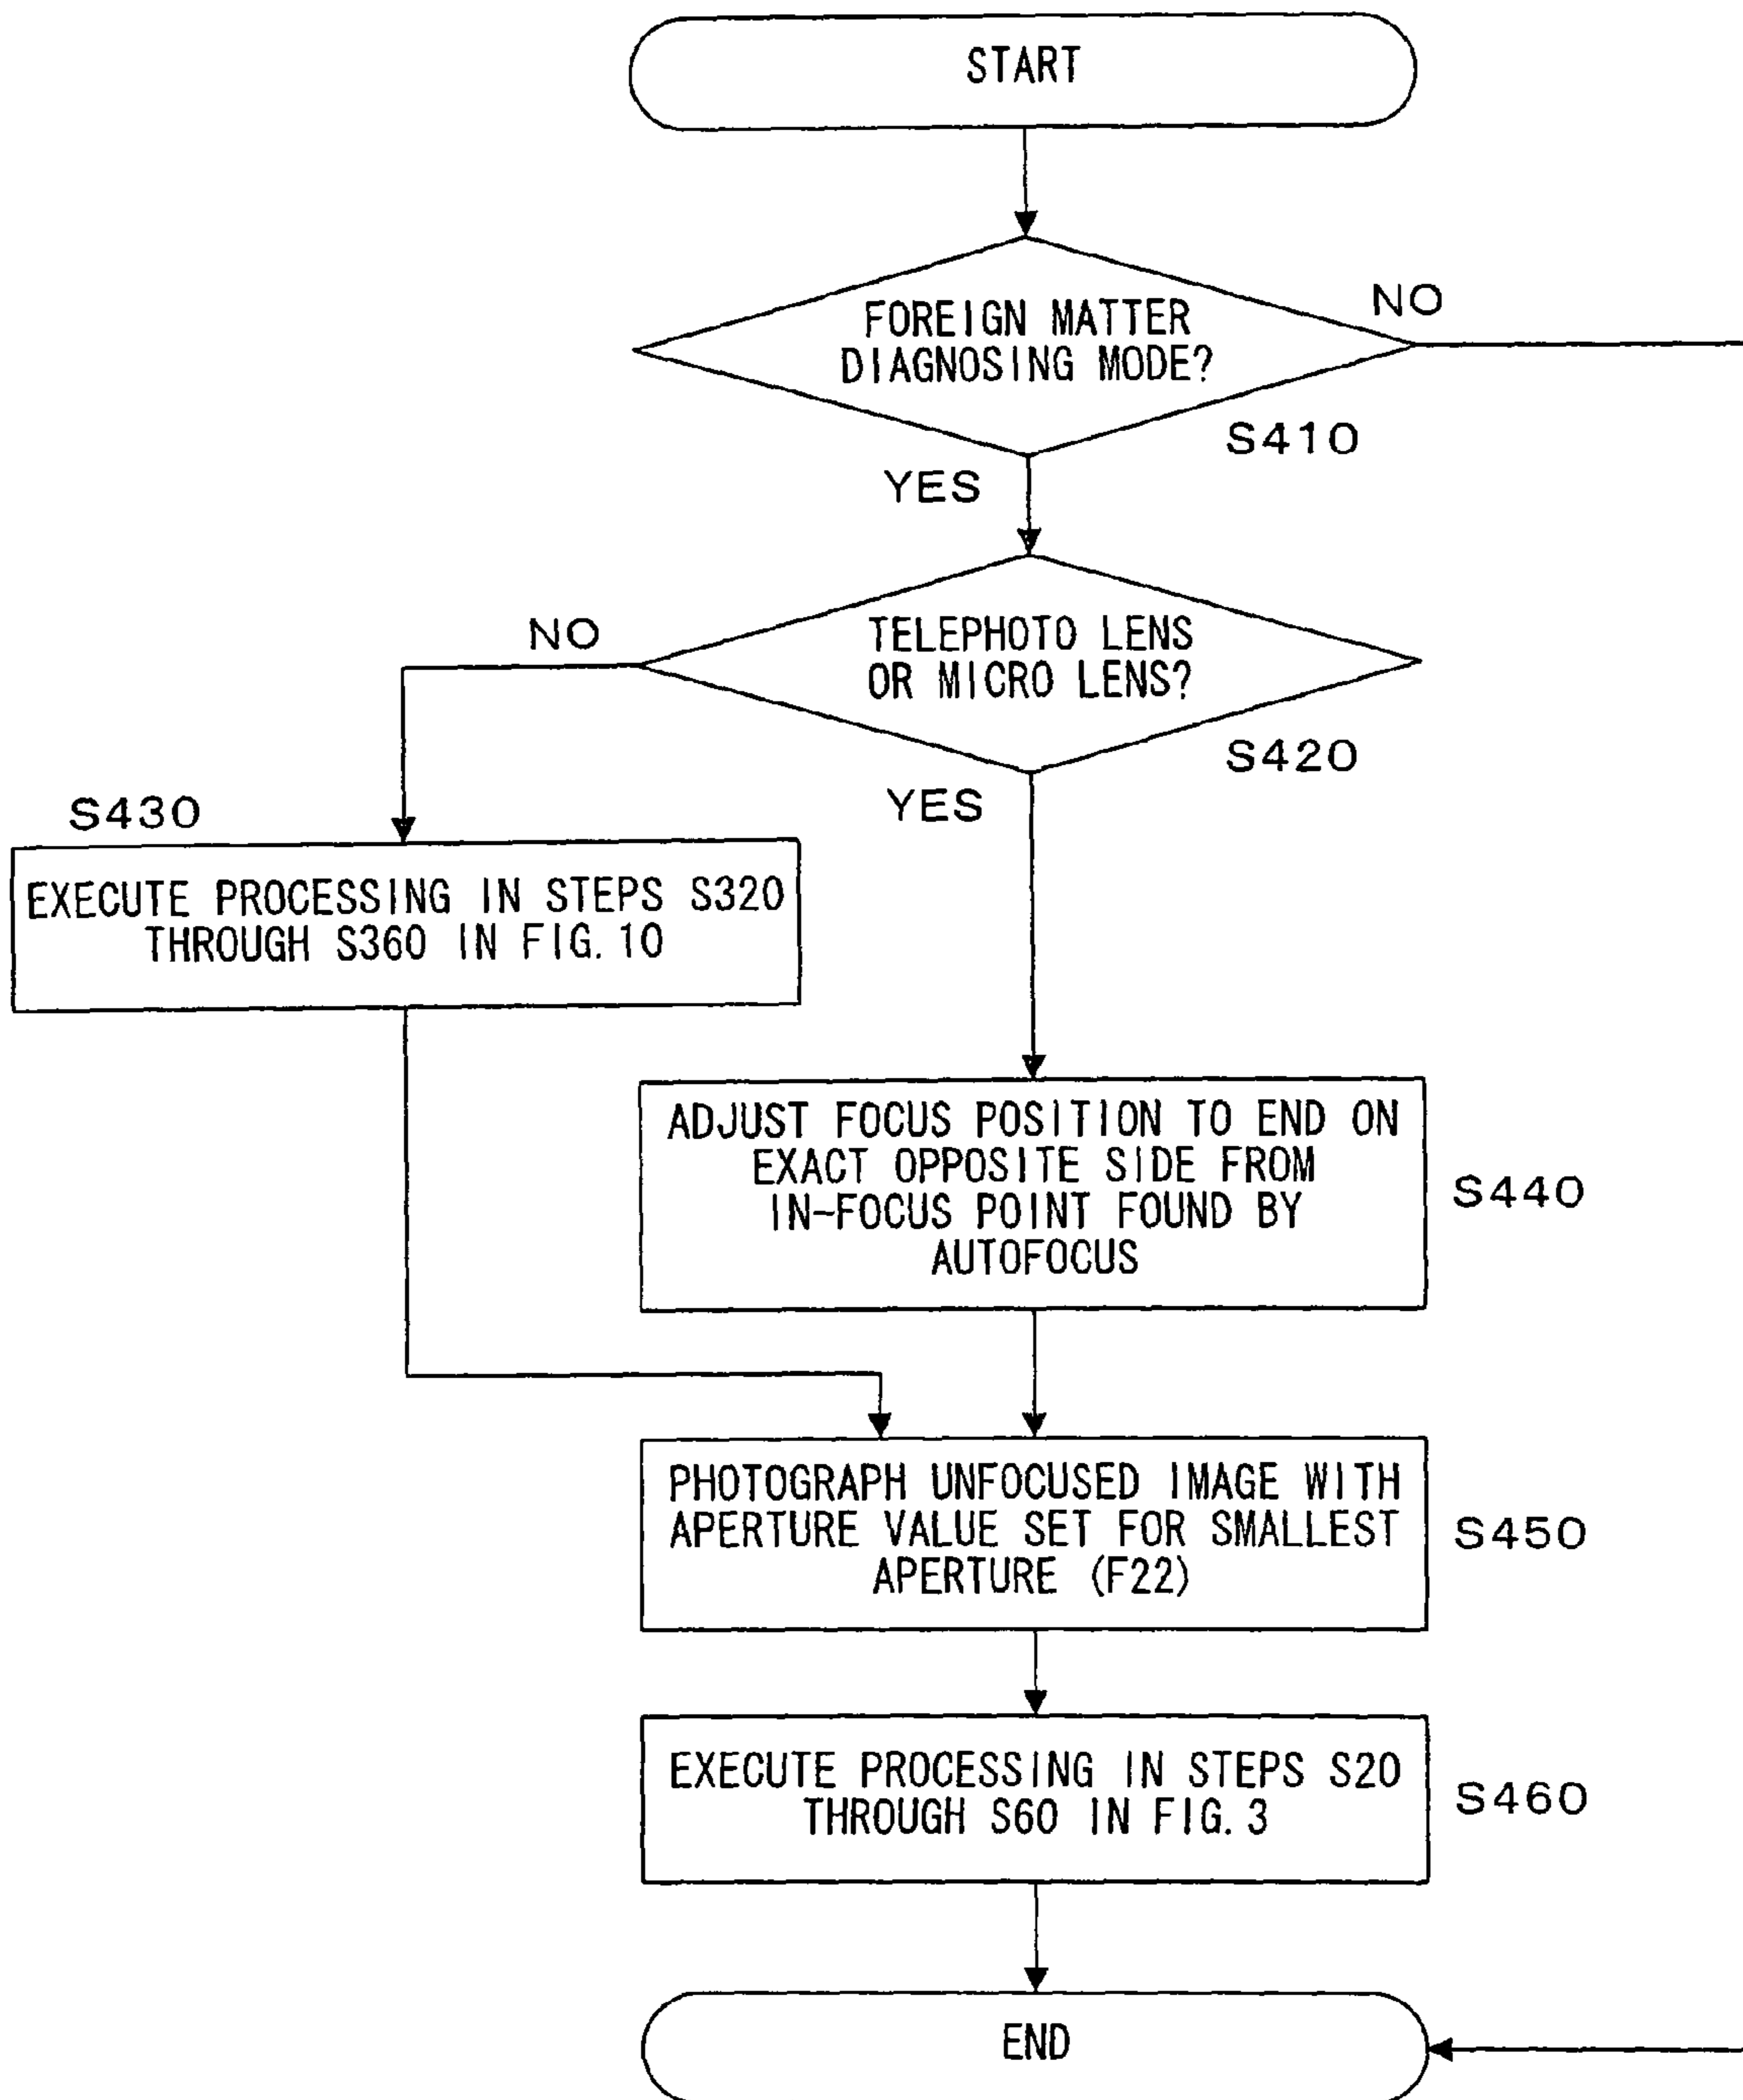 START
FOREIGN MATTER
DIAGNOSING MODE?
NO
S410
YES
TELEPHOTO LENS
OR MICRO LENS?
NO
S420
YES
S430
EXECUTE PROCESSING IN STEPS S320
THROUGH S360 IN FIG. 10
ADJUST FOCUS POSITION TO END ON
EXACT OPPOSITE SIDE FROM
IN-FOCUS POINT FOUND BY
AUTOFOCUS
S440
PHOTOGRAPH UNFOCUSED IMAGE WITH
APERTURE VALUE SET FOR SMALLEST
APERTURE (F22)
S450
EXECUTE PROCESSING IN STEPS S20
THROUGH S60 IN FIG. 3
S460
END